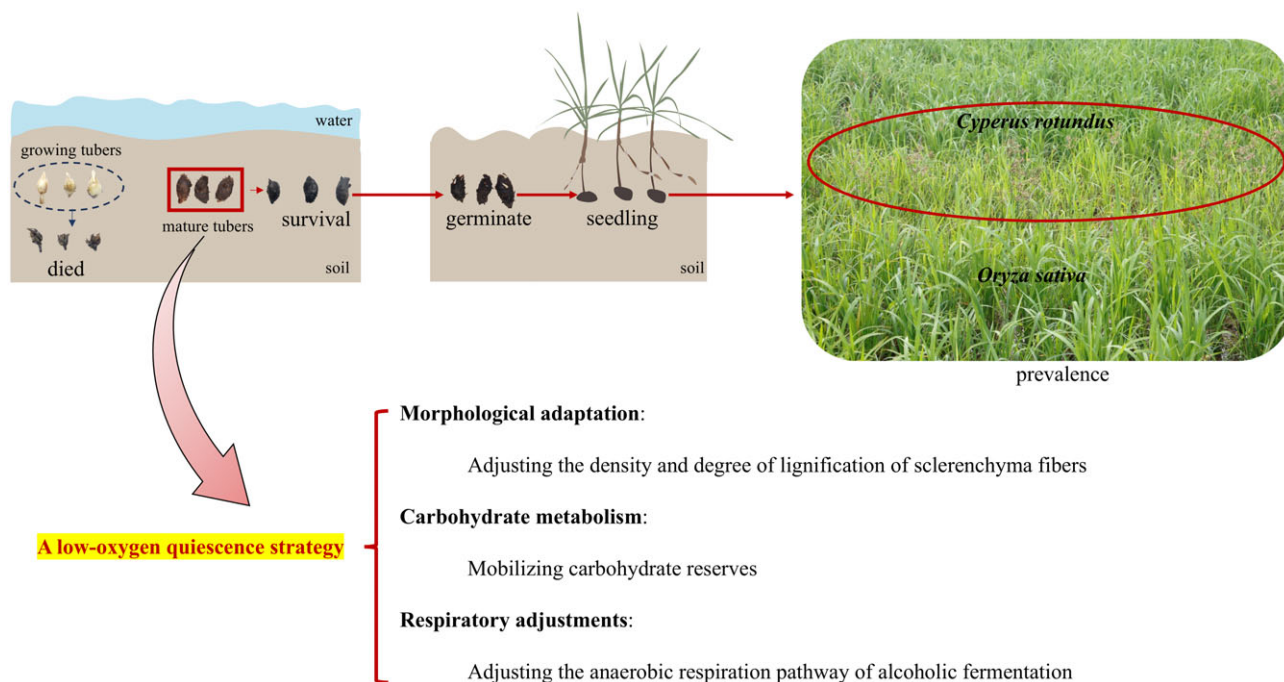 water
growing tubers
mature tubers
survival
died
soil
germinate
seedling
soil
Cyperus rotundus
Oryza sativa
prevalence
A low-oxygen quiescence strategy
Morphological adaptation:
Adjusting the density and degree of lignification of sclerenchyma fibers
Carbohydrate metabolism:
Mobilizing carbohydrate reserves
Respiratory adjustments:
Adjusting the anaerobic respiration pathway of alcoholic fermentation